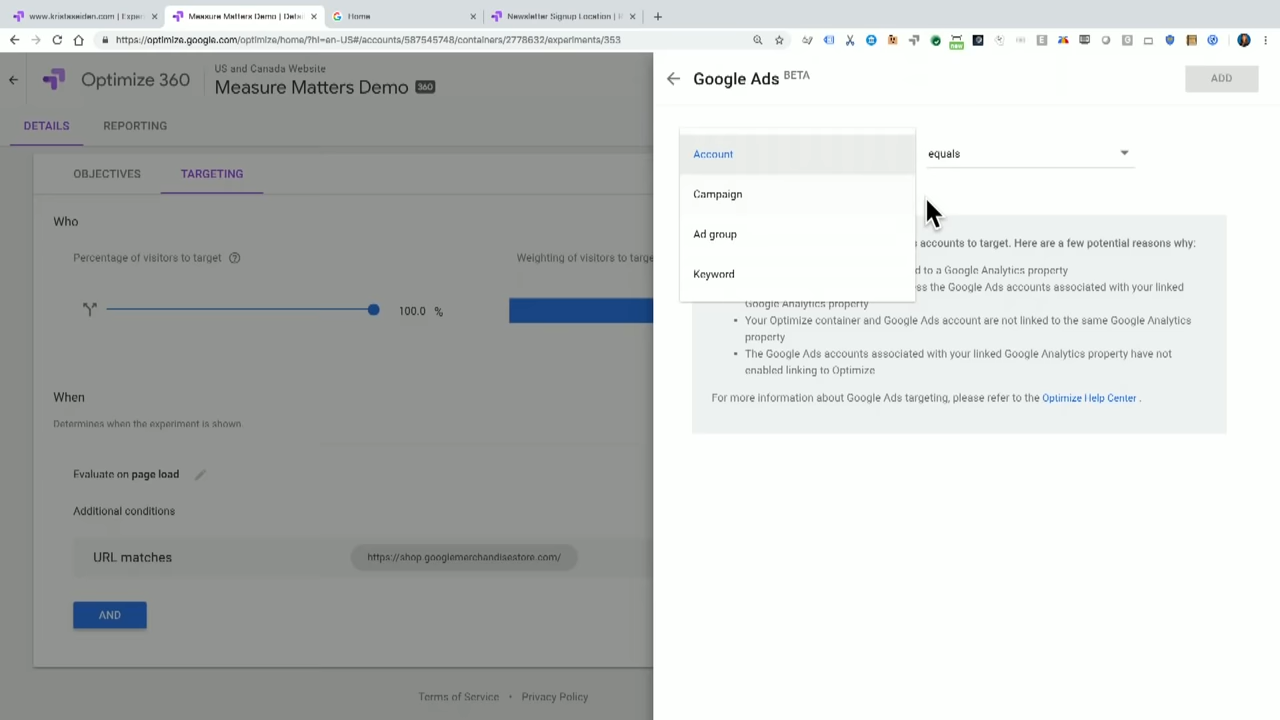 www.kristaseiden.com | Exper
Measure Matters Demo | Detai
Home
Newsletter Signup Location | R
https://optimize.google.com/optimize/home/?hl=en-US#/accounts/587545748/containers/2778632/experiments/353
new
Optimize 360
US and Canada Website
Measure Matters Demo 360
DETAILS
REPORTING
OBJECTIVES
TARGETING
Who
Percentage of visitors to target
Weighting of visitors to targe
100.0 %
When
Determines when the experiment is shown.
Evaluate on page load
Additional conditions
URL matches
https://shop.googlemerchandisestore.com/
AND
Terms of Service • Privacy Policy
Google Ads BETA
ADD
Account
Campaign
Ad group
Keyword
equals
accounts to target. Here are a few potential reasons why:
d to a Google Analytics property
ss the Google Ads accounts associated with your linked
Google Analytics property
• Your Optimize container and Google Ads account are not linked to the same Google Analytics
property
• The Google Ads accounts associated with your linked Google Analytics property have not
enabled linking to Optimize
For more information about Google Ads targeting, please refer to the Optimize Help Center .